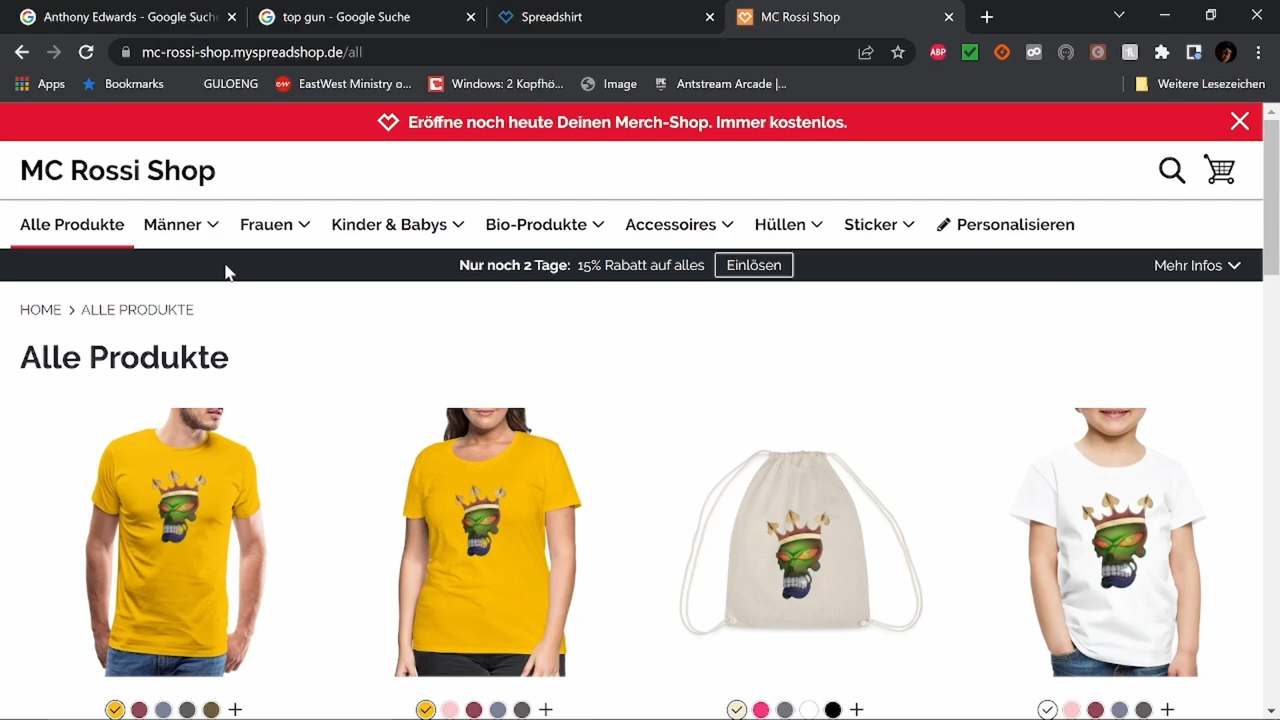 Anthony Edwards - Google Suche
top gun - Google Suche
Spreadshirt
MC Rossi Shop
mc-rossi-shop.myspreadshop.de/all
ABP
Apps
Bookmarks
GULOENG
EastWest Ministry o...
Windows: 2 Kopfhö...
Image
EPIC
Antstream Arcade |...
Weitere Lesezeichen
Eröffne noch heute Deinen Merch-Shop. Immer kostenlos.
MC Rossi Shop
Alle Produkte
Männer
Frauen
Kinder & Babys
Bio-Produkte
Accessoires
Hüllen
Sticker
Personalisieren
Nur noch 2 Tage: 15% Rabatt auf alles
Einlösen
Mehr Infos
HOME > ALLE PRODUKTE
Alle Produkte